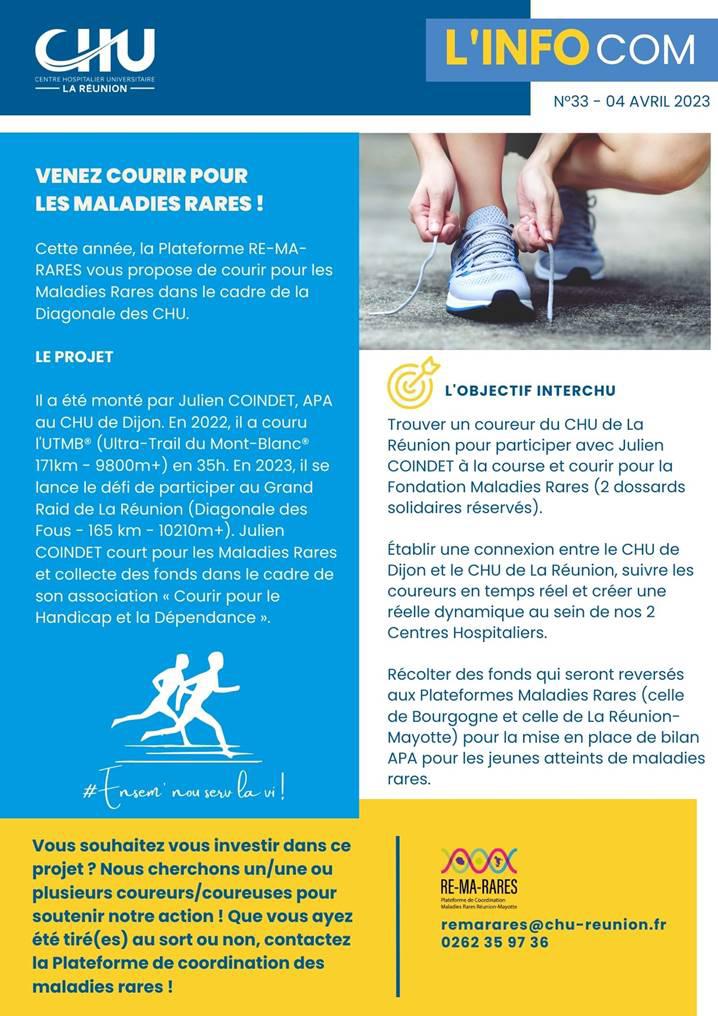 CHU
CENTRE HOSPITALIER UNIVERSITAIRE
LA RÉUNION
L'INFO COM
N°33 - 04 AVRIL 2023
VENEZ COURIR POUR
LES MALADIES RARES !
Cette année, la Plateforme RE-MA-
RARES vous propose de courir pour les
Maladies Rares dans le cadre de la
Diagonale des CHU.
LE PROJET
Il a été monté par Julien COINDET, APA
au CHU de Dijon. En 2022, il a couru
l'UTMB® (Ultra-Trail du Mont-Blanc®
171km - 9800m+) en 35h. En 2023, il se
lance le défi de participer au Grand
Raid de La Réunion (Diagonale des
Fous - 165 km - 10210m+). Julien
COINDET court pour les Maladies Rares
et collecte des fonds dans le cadre de
son association « Courir pour le
Handicap et la Dépendance ».
#Ensem' nou serv la vi !
L'OBJECTIF INTERCHU
Trouver un coureur du CHU de La
Réunion pour participer avec Julien
COINDET à la course et courir pour la
Fondation Maladies Rares (2 dossards
solidaires réservés).
Établir une connexion entre le CHU de
Dijon et le CHU de La Réunion, suivre les
coureurs en temps réel et créer une
réelle dynamique au sein de nos 2
Centres Hospitaliers.
Récolter des fonds qui seront reversés
aux Plateformes Maladies Rares (celle
de Bourgogne et celle de La Réunion-
Mayotte) pour la mise en place de bilan
APA pour les jeunes atteints de maladies
rares.
Vous souhaitez vous investir dans ce
projet ? Nous cherchons un/une ou
plusieurs coureurs/coureuses pour
soutenir notre action ! Que vous ayez
été tiré(es) au sort ou non, contactez
la Plateforme de coordination des
maladies rares !
RE-MA-RARES
Plateforme de Coordination
Maladies Rares Réunion-Mayotte
remarares@chu-reunion.fr
0262 35 97 36